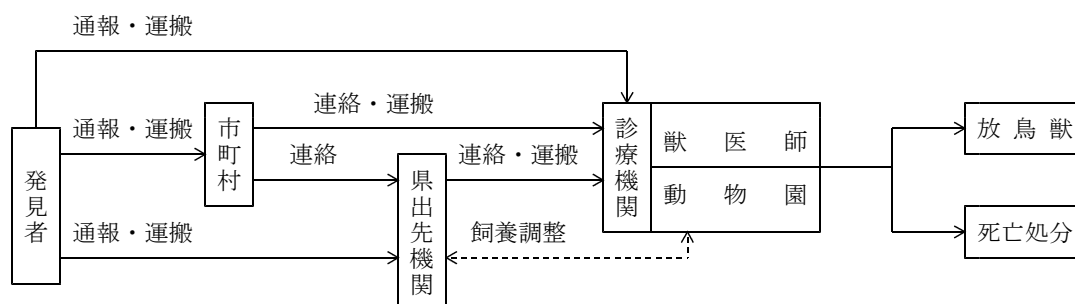 通報・運搬
連絡・運搬
通報・運搬
市町村
連絡
連絡・運搬
診療機関
獣医師
動物園
放鳥獣
発見者
県出先機関
通報・運搬
飼養調整
死亡処分